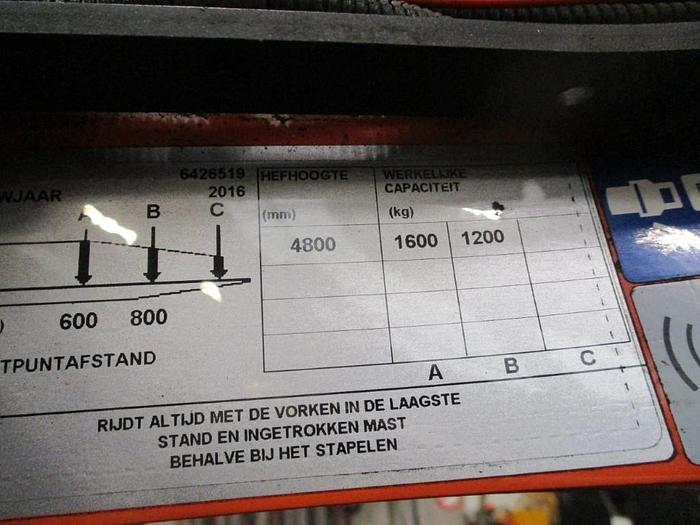 6426519
WJAAR 2016
A B C
600 800
TPUNTAFSTAND
HEFHOOGTE
(mm)
4800
WERKELIJKE
CAPACITEIT
(kg)
1600 1200
A B C
RIJDT ALTIJD MET DE VORKEN IN DE LAAGSTE
STAND EN INGETROKKEN MAST
BEHALVE BIJ HET STAPELEN